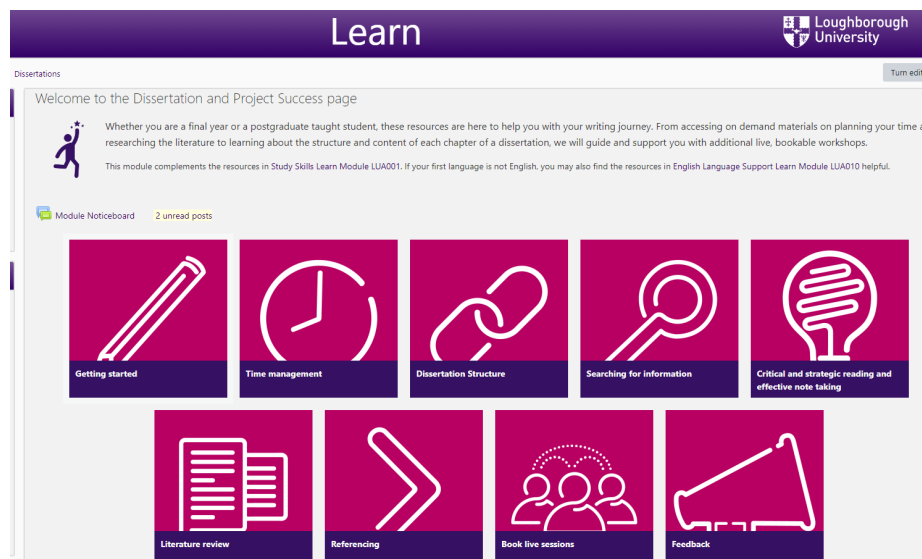 Learn
Loughborough
University
Dissertations
Turn edit
Welcome to the Dissertation and Project Success page
Whether you are a final year or a postgraduate taught student, these resources are here to help you with your writing journey. From accessing on demand materials on planning your time a
researching the literature to learning about the structure and content of each chapter of a dissertation, we will guide and support you with additional live, bookable workshops.
This module complements the resources in Study Skills Learn Module LUA001. If your first language is not English, you may also find the resources in English Language Support Learn Module LUA010 helpful.
Module Noticeboard 2 unread posts
Getting started
Time management
Dissertation Structure
Searching for information
Critical and strategic reading and
effective note taking
Literature review
Referencing
Book live sessions
Feedback